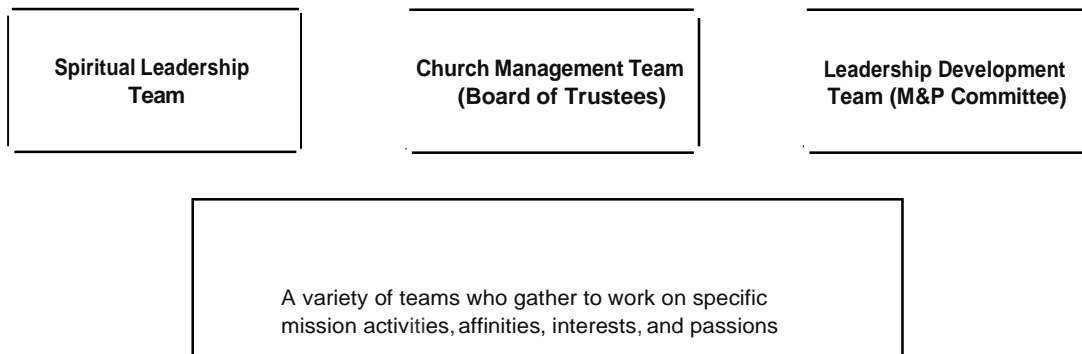 Spiritual Leadership
Team
Church Management Team
(Board of Trustees)
Leadership Development
Team (M&P Committee)
A variety of teams who gather to work on specific
mission activities, affinities, interests, and passions